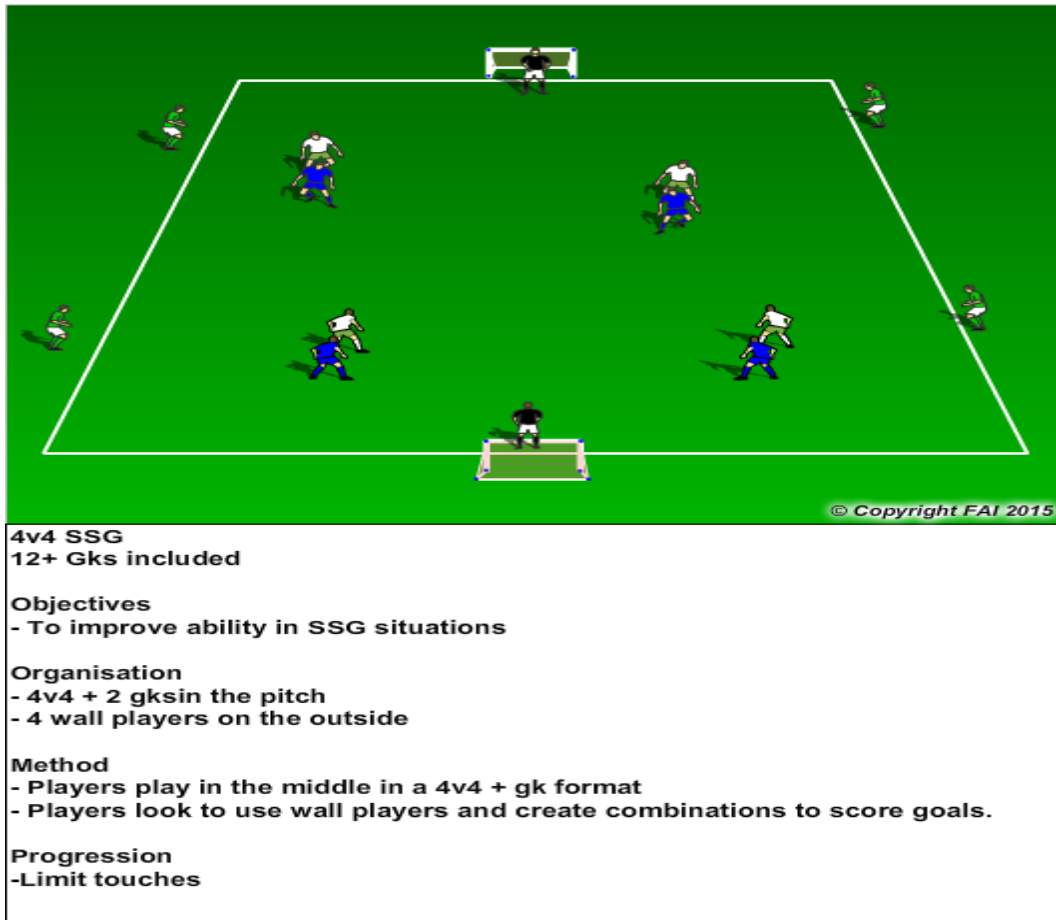 © Copyright FAI 2015
4v4 SSG
12+ Gks included
Objectives
- To improve ability in SSG situations
Organisation
- 4v4 + 2 gksin the pitch
- 4 wall players on the outside
Method
- Players play in the middle in a 4v4 + gk format
- Players look to use wall players and create combinations to score goals.
Progression
-Limit touches